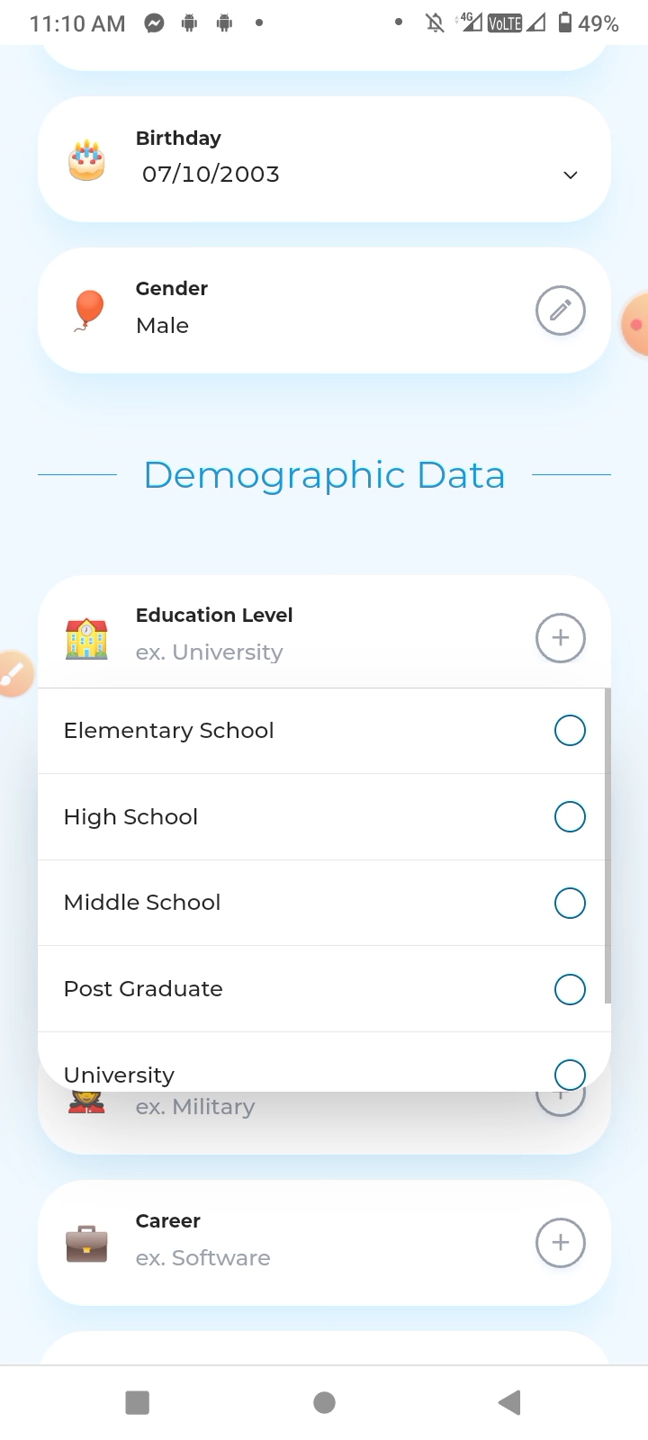 11:10 AM
4G
VoLTE
49%
Birthday
07/10/2003
Gender
Male
Demographic Data
Education Level
ex. University
Elementary School
High School
Middle School
Post Graduate
University
ex. Military
Career
ex. Software